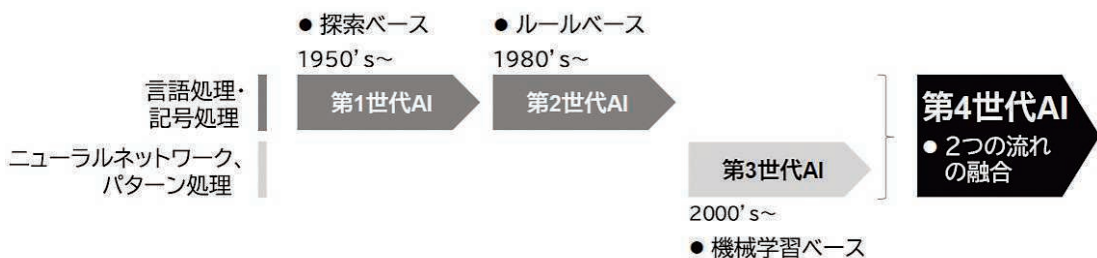 ● 探索ベース
1950’s～
● ルールベース
1980’s～
言語処理・
記号処理
第1世代AI
第2世代AI
ニューラルネットワーク、
パターン処理
第3世代AI
2000’s～
● 機械学習ベース
第4世代AI
● 2つの流れ
の融合